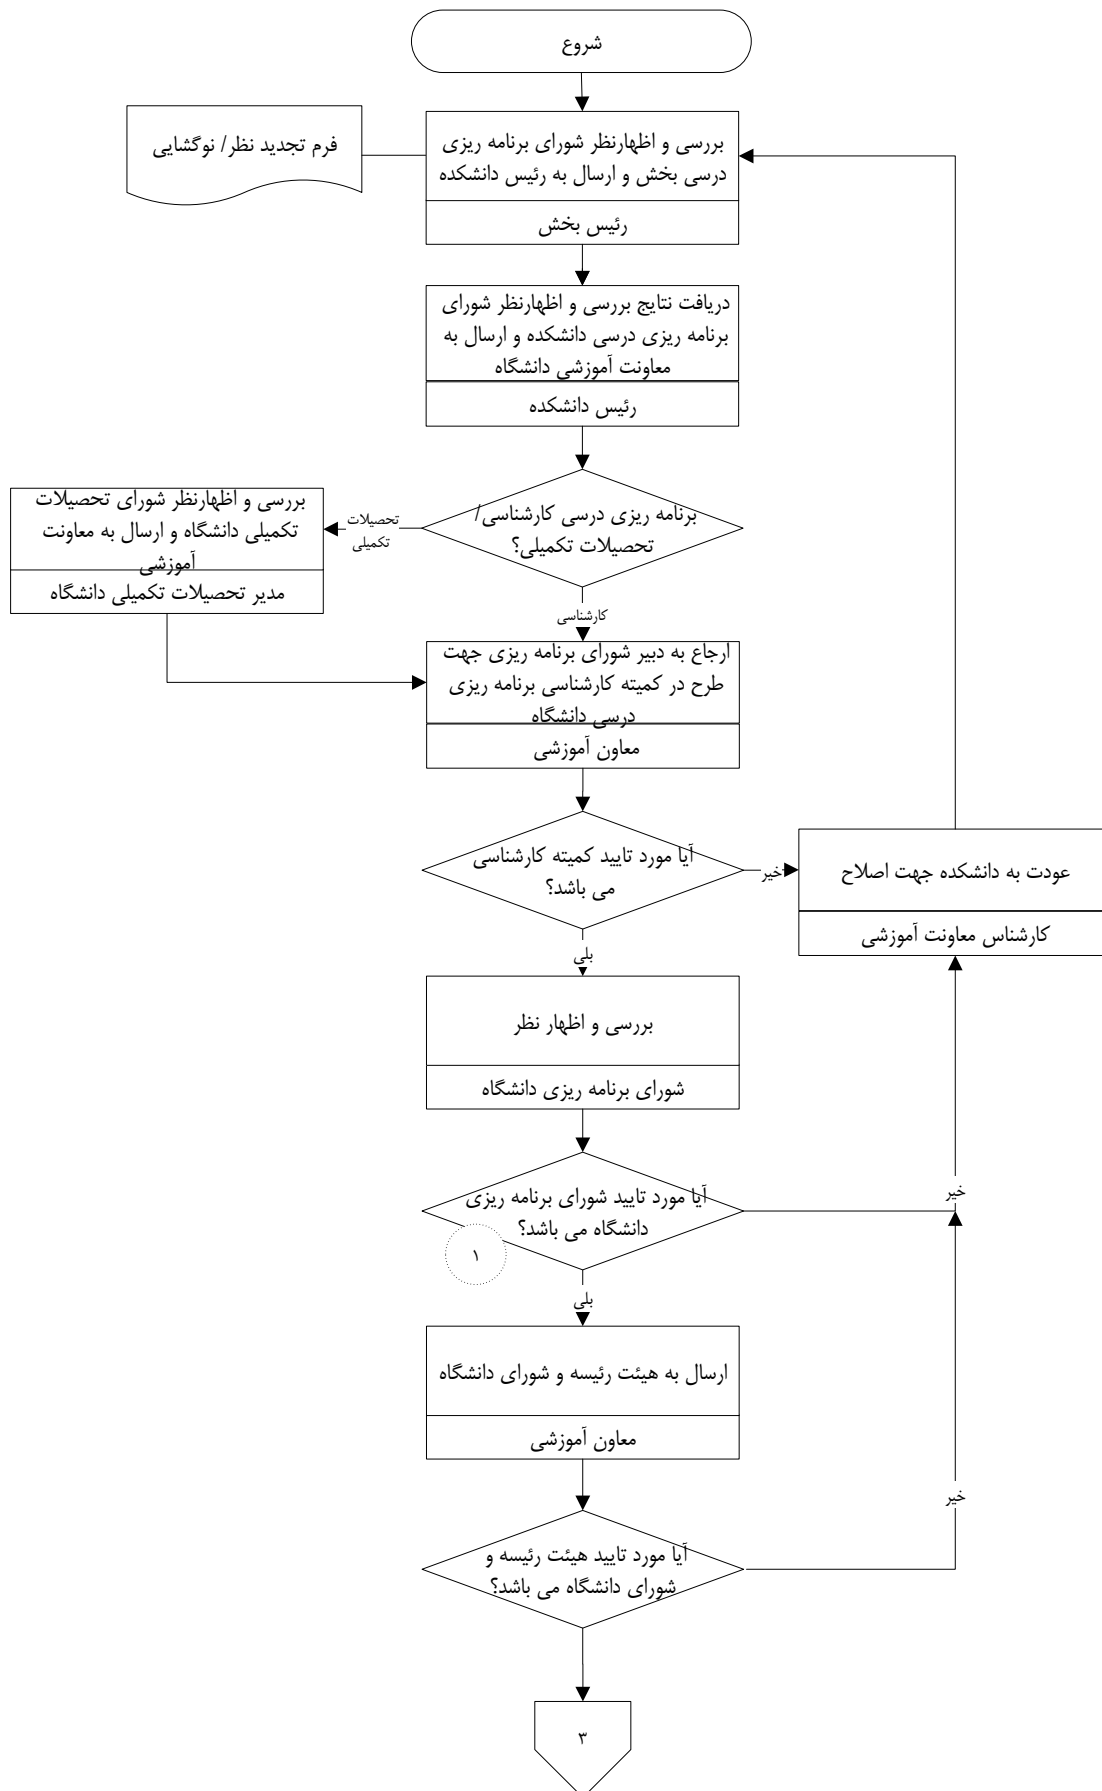 شروع
فرم تجدید نظر/ نوگشایی
بررسی و اظهارنظر شورای برنامه ریزی
درسی بخش و ارسال به رئیس دانشکده
رئیس بخش
دریافت نتایج بررسی و اظهارنظر شورای
برنامه ریزی درسی دانشکده و ارسال به
معاونت آموزشی دانشگاه
رئیس دانشکده
برنامه ریزی درسی کارشناسی/
تحصیلات تکمیلی؟
تحصیلات
تکمیلی
بررسی و اظهارنظر شورای تحصیلات
تکمیلی دانشگاه و ارسال به معاونت
آموزشی
مدیر تحصیلات تکمیلی دانشگاه
کارشناسی
ارجاع به دبیر شورای برنامه ریزی جهت
طرح در کمیته کارشناسی برنامه ریزی
درسی دانشگاه
معاون آموزشی
آیا مورد تایید کمیته کارشناسی
می باشد؟
خیر
عودت به دانشکده جهت اصلاح
کارشناس معاونت آموزشی
بلی
بررسی و اظهار نظر
شورای برنامه ریزی دانشگاه
آیا مورد تایید شورای برنامه ریزی
دانشگاه می باشد؟
خیر
۱
بلی
ارسال به هیئت رئیسه و شورای دانشگاه
معاون آموزشی
خیر
آیا مورد تایید هیئت رئیسه و
شورای دانشگاه می باشد؟
۳